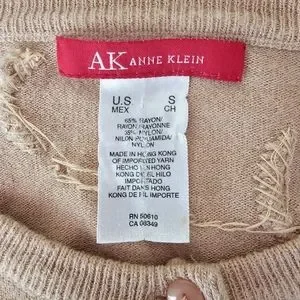 AK ANNE KLEIN
U.S S
MEX CH
65% RAYON/
RAYON/RAYONNE
35% NYLON/
NILON POLIAMIDA/
NYLON
MADE IN HONG KONG
OF IMPORTED YARN
HECHO EN HONG
KONG DE EL HILO
IMPORTADO
FAIT DANS HONG
KONG DE FIL IMPORTE
RN 50610
CA 08349